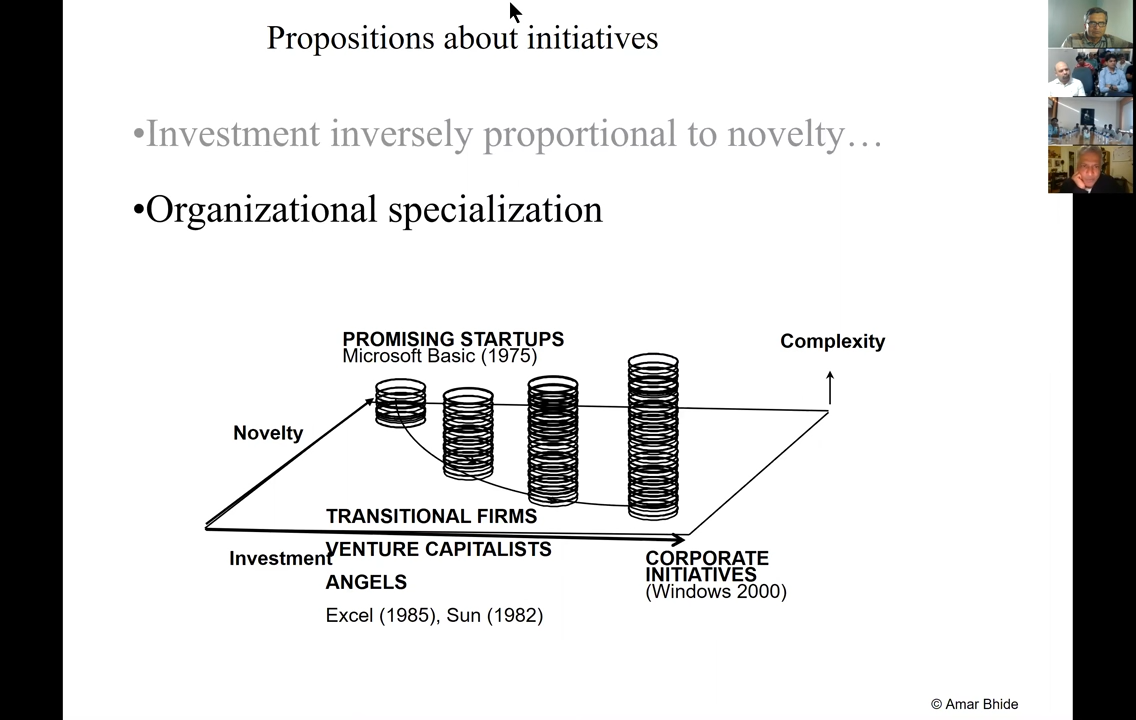 Propositions about initiatives
•Investment inversely proportional to novelty…
•Organizational specialization
PROMISING STARTUPS
Microsoft Basic (1975)
Complexity
Novelty
TRANSITIONAL FIRMS
Investment
VENTURE CAPITALISTS
ANGELS
Excel (1985), Sun (1982)
CORPORATE
INITIATIVES
(Windows 2000)
© Amar Bhide